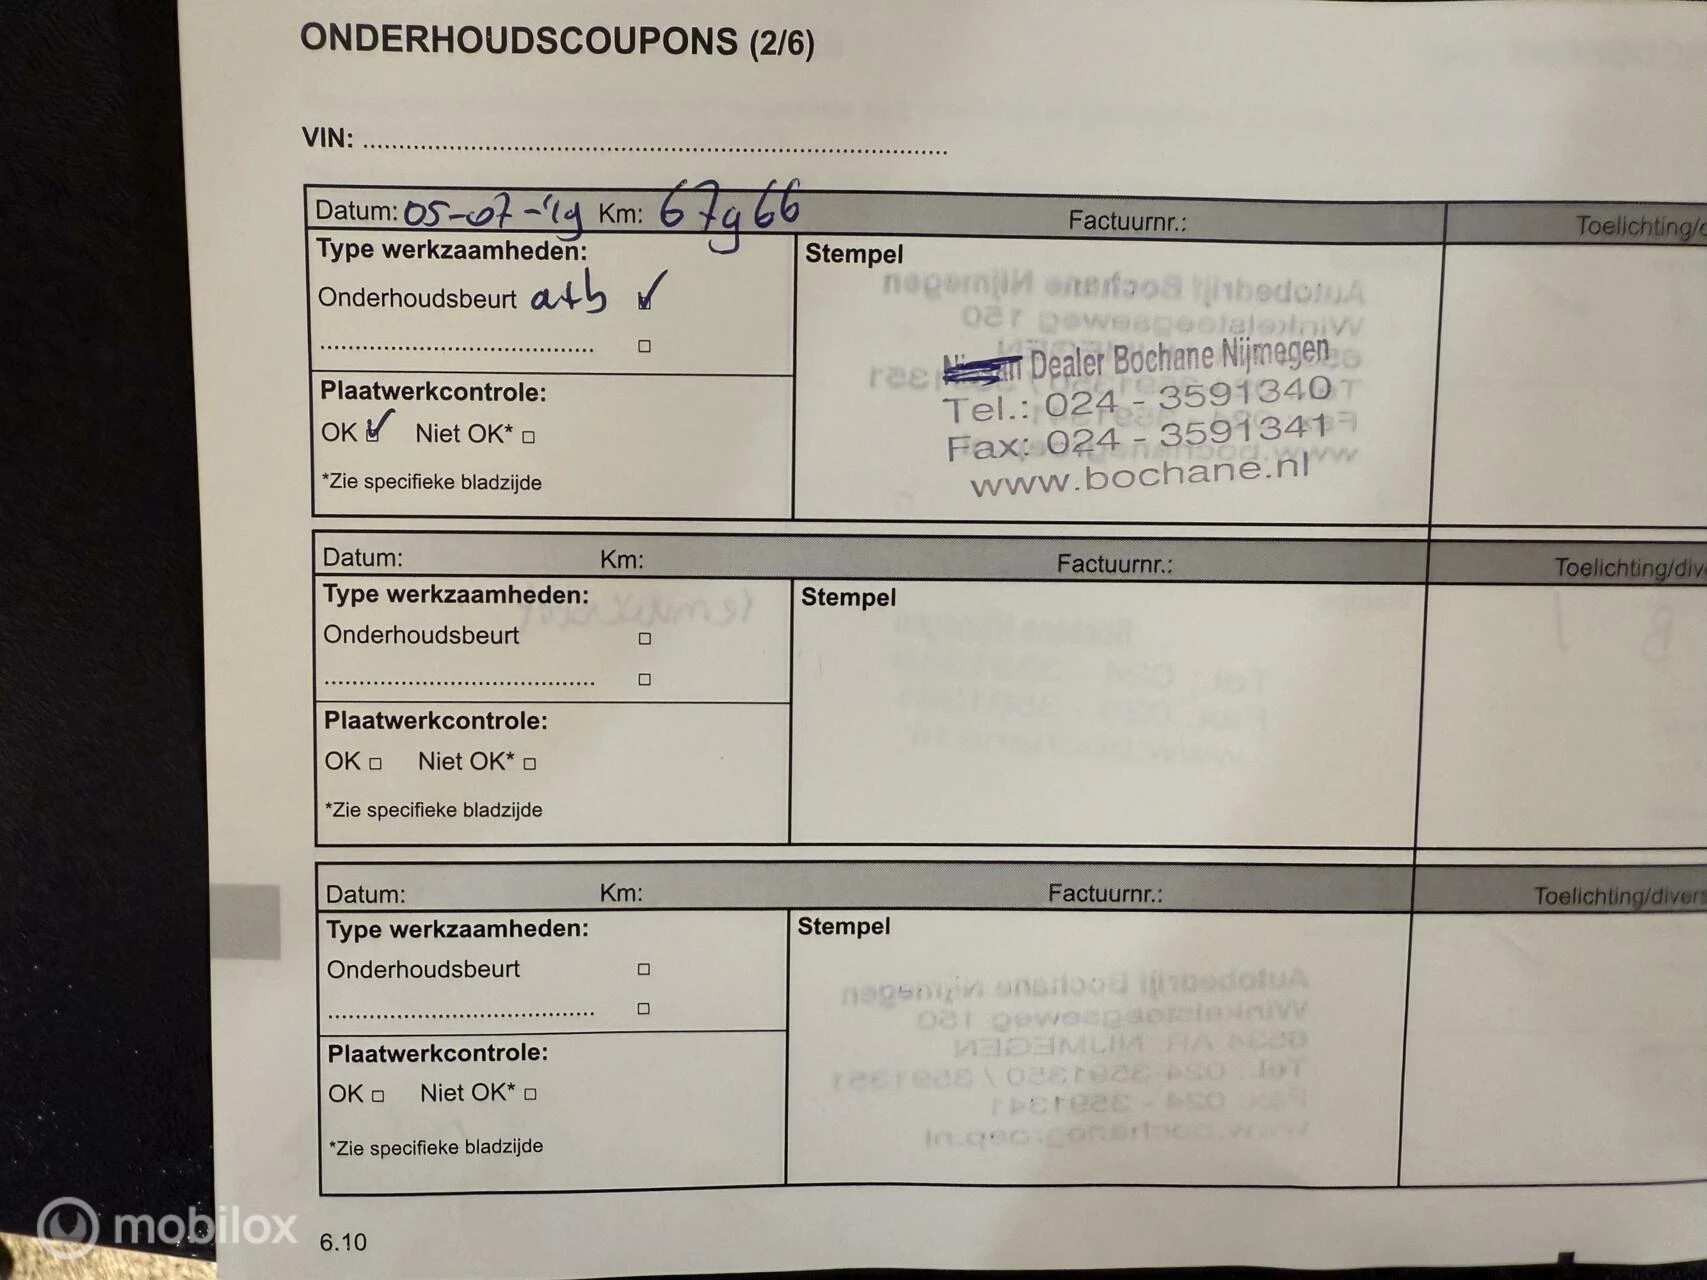 ONDERHOUDSCOUPONS (2/6)
VIN:
Datum: 05-07-'19 Km: 67966 Factuurnr.: Toelichting/
Type werkzaamheden: Stempel
Onderhoudsbeurt a+b
Dealer Bochane Nijmegen
Tel.: 024 - 3591340
Fax: 024 - 3591341
www.bochane.nl
Plaatwerkcontrole:
OK Niet OK*
*Zie specifieke bladzijde
Datum: Km: Factuurnr.: Toelichting/div
Type werkzaamheden: Stempel
Onderhoudsbeurt
Plaatwerkcontrole:
OK Niet OK*
*Zie specifieke bladzijde
Datum: Km: Factuurnr.: Toelichting/divers
Type werkzaamheden: Stempel
Onderhoudsbeurt
Plaatwerkcontrole:
OK Niet OK*
*Zie specifieke bladzijde
6.10
mobilox